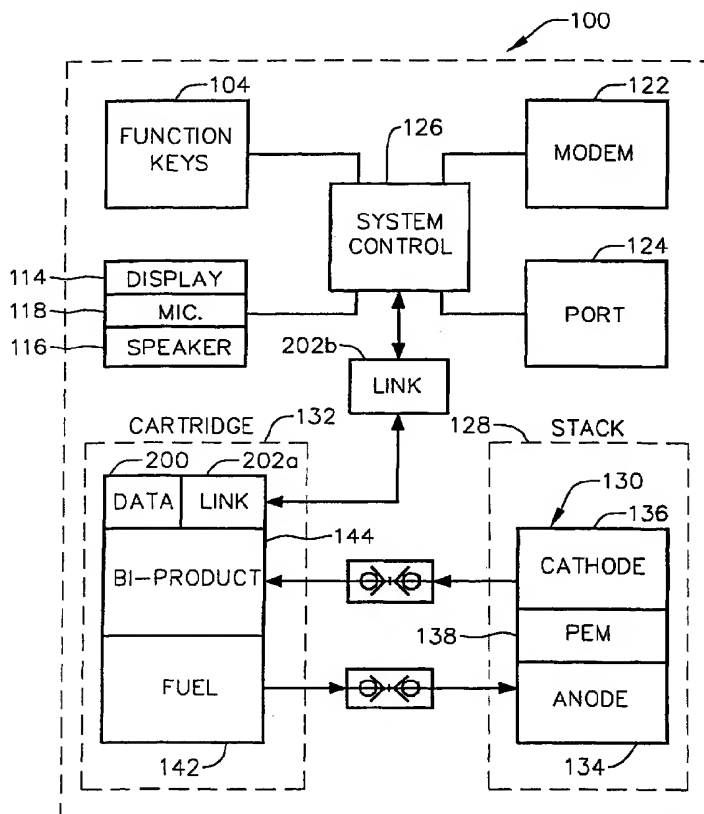 100
104
122
FUNCTION
KEYS
126
MODEM
SYSTEM
CONTROL
124
114
DISPLAY
118
MIC.
116
SPEAKER
PORT
202b
LINK
CARTRIDGE
132
128
STACK
200
202a
DATA
LINK
130
136
144
BI-PRODUCT
CATHODE
138
PEM
FUEL
ANODE
142
134